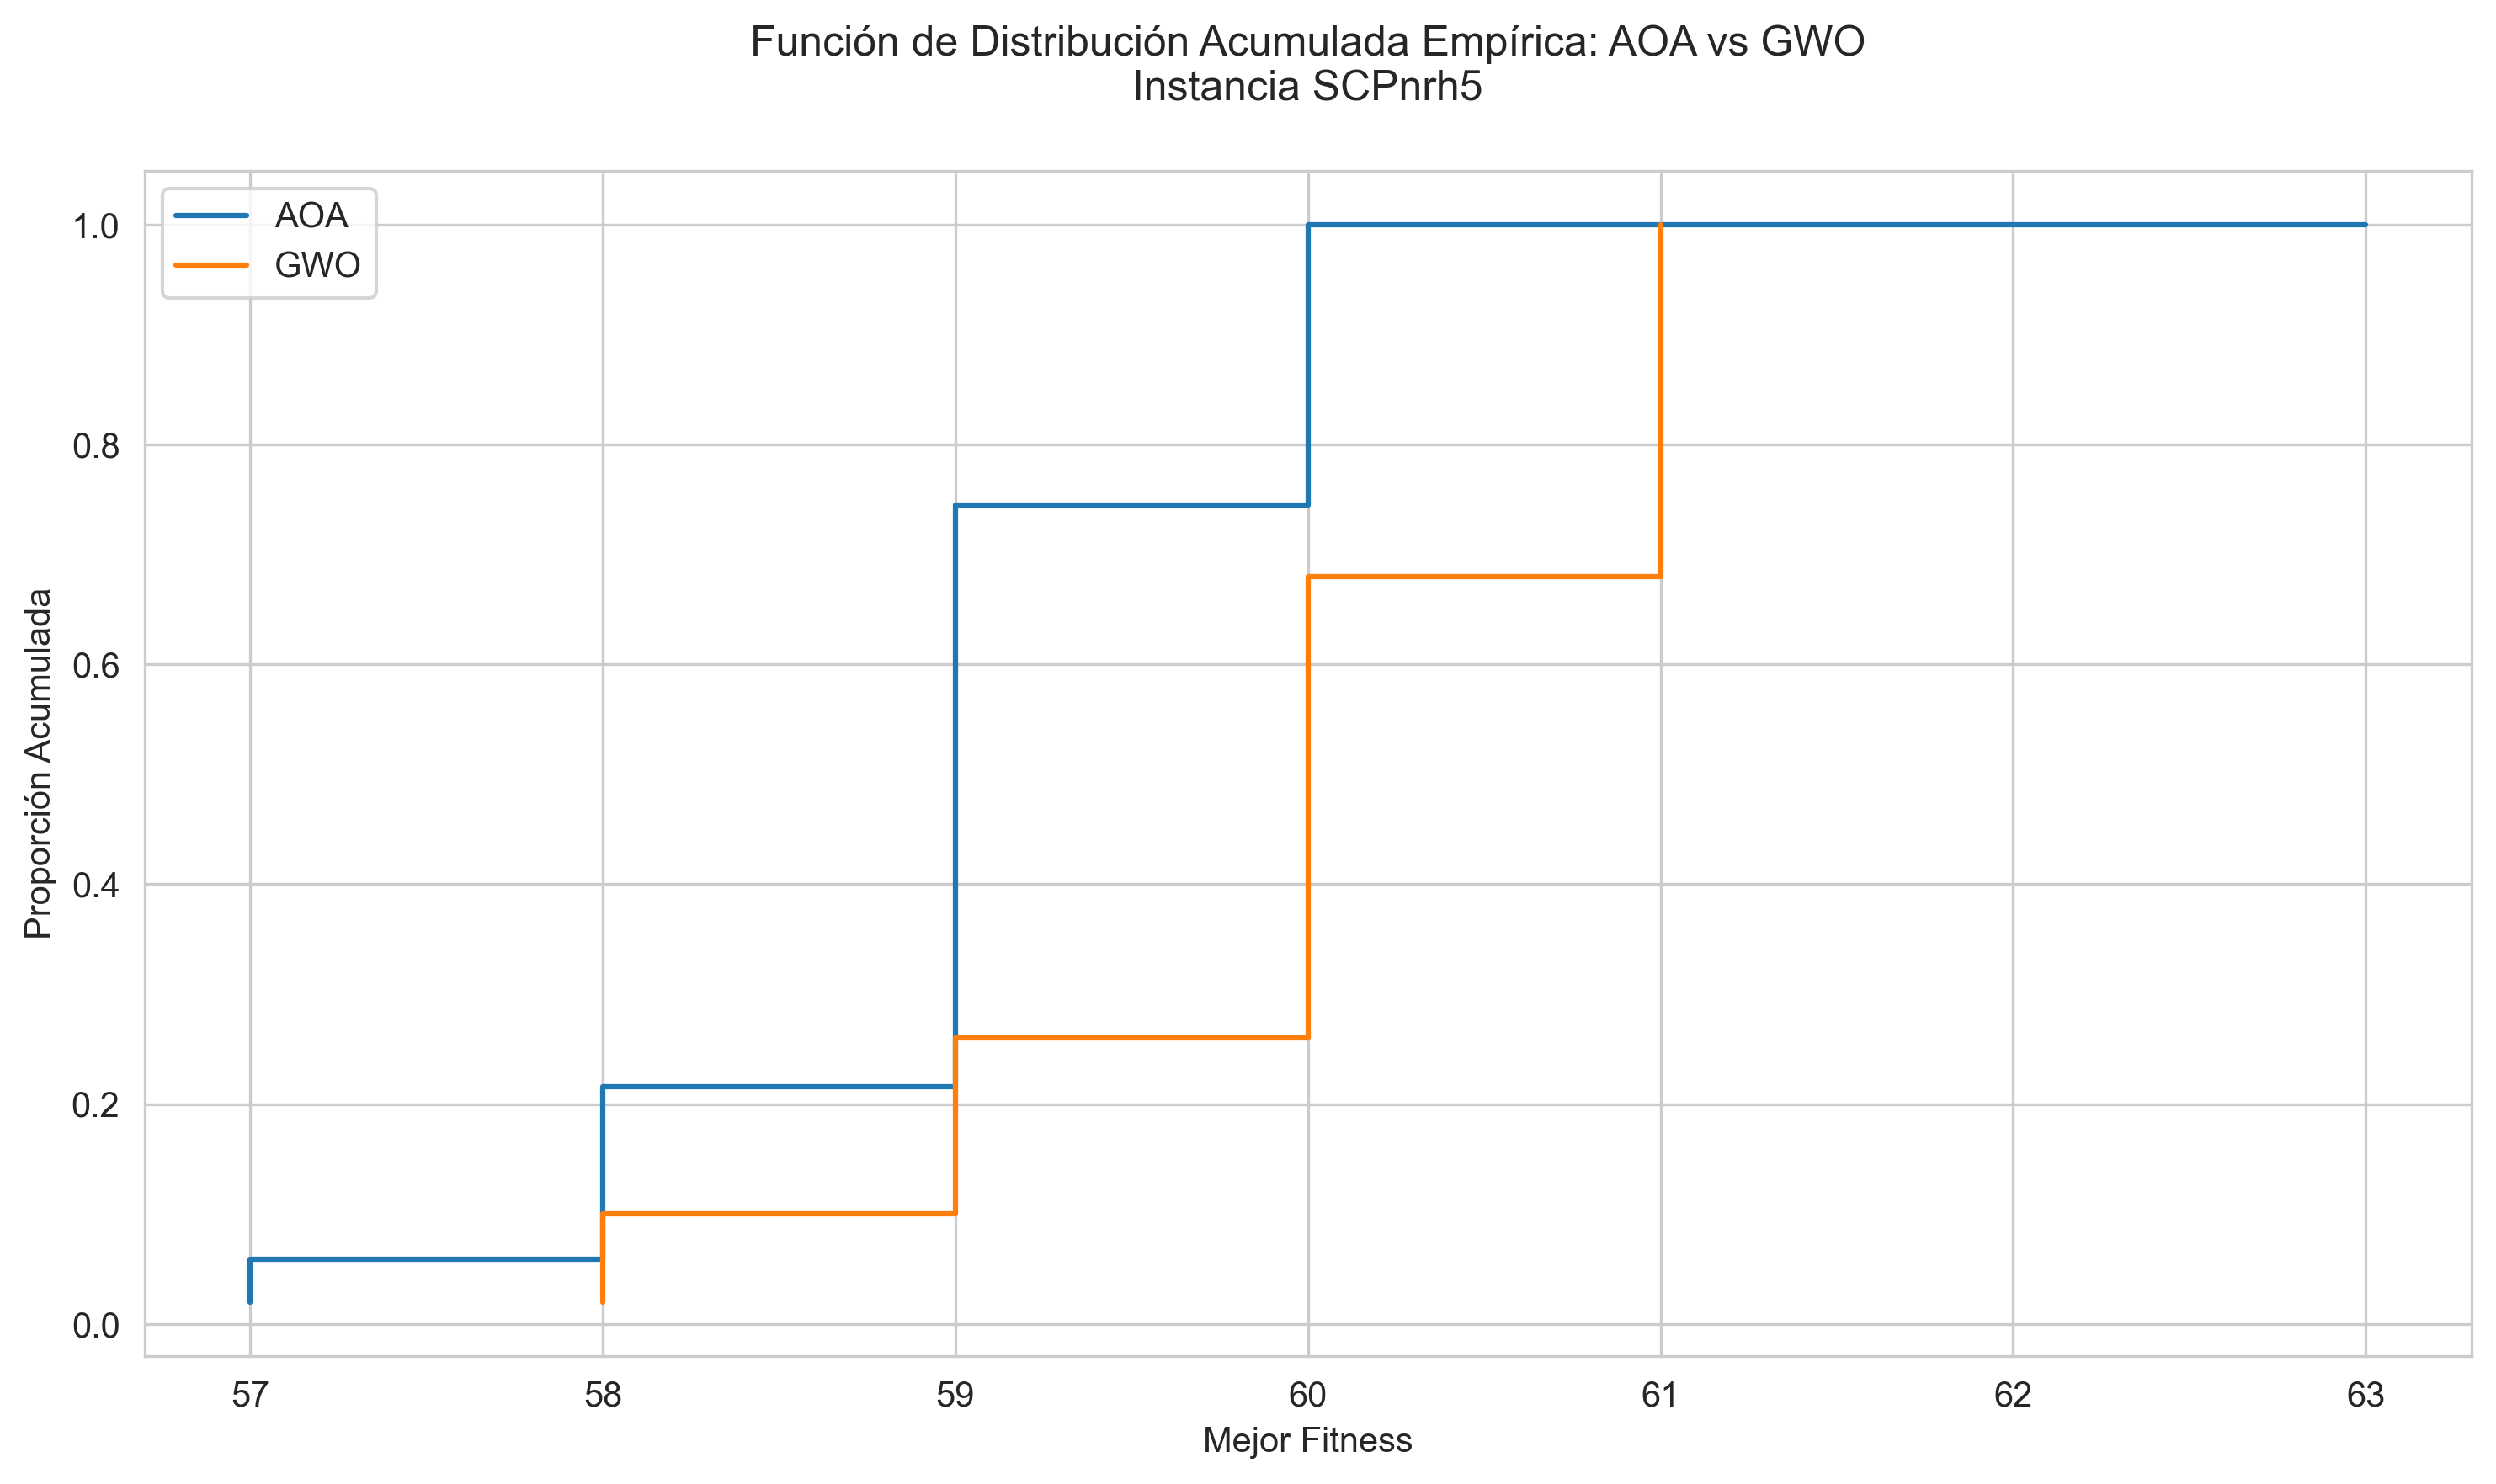 Función de Distribución Acumulada Empírica: AOA vs GWO
Instancia SCPnrh5
AOA
GWO
1.0
0.8
0.6
0.4
0.2
0.0
Proporción Acumulada
57 58 59 60 61 62 63
Mejor Fitness